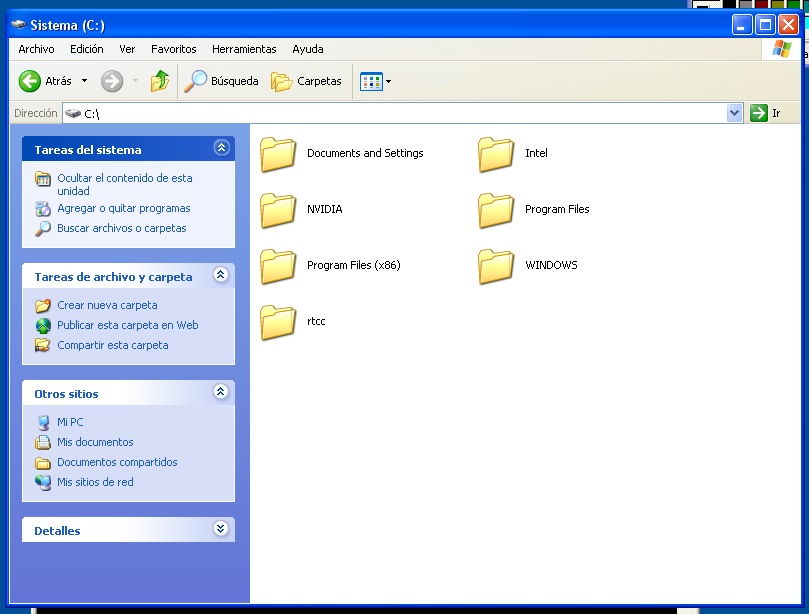 Sistema (C:)
Archivo Edición Ver Favoritos Herramientas Ayuda
Atrás Búsqueda Carpetas
Dirección C:\ Ir
Tareas del sistema
Ocultar el contenido de esta
unidad
Agregar o quitar programas
Buscar archivos o carpetas
Tareas de archivo y carpeta
Crear nueva carpeta
Publicar esta carpeta en Web
Compartir esta carpeta
Otros sitios
Mi PC
Mis documentos
Documentos compartidos
Mis sitios de red
Detalles
Documents and Settings Intel
NVIDIA Program Files
Program Files (x86) WINDOWS
rtcc